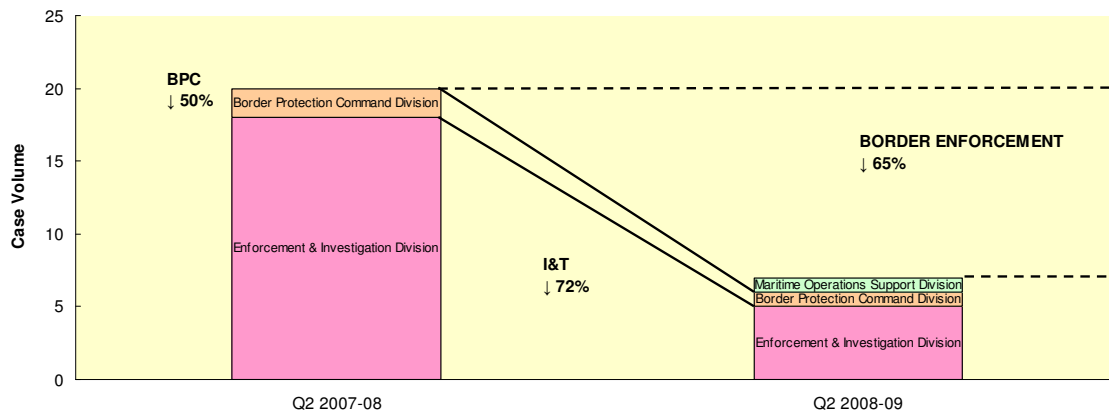 25
20
15
10
5
0
Case Volume
BPC
↓ 50%
Border Protection Command Division
Enforcement & Investigation Division
BORDER ENFORCEMENT
↓ 65%
I&T
↓ 72%
Maritime Operations Support Division
Border Protection Command Division
Enforcement & Investigation Division
Q2 2007-08
Q2 2008-09